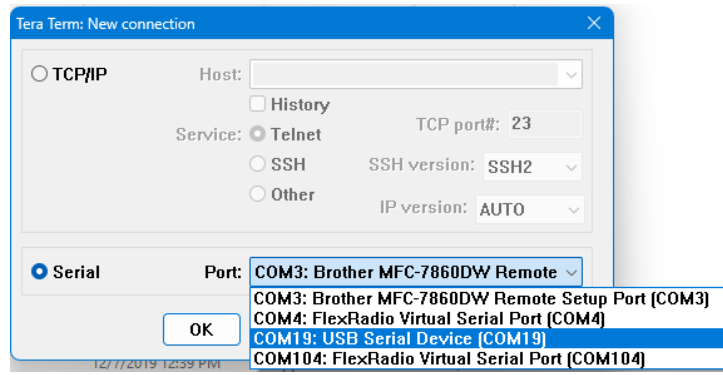 Tera Term: New connection
TCP/IP Host:
History
Service: Telnet TCP port#: 23
SSH SSH version: SSH2
Other IP version: AUTO
Serial Port: COM3: Brother MFC-7860DW Remote
COM3: Brother MFC-7860DW Remote Setup Port (COM3)
COM4: FlexRadio Virtual Serial Port (COM4)
OK COM19: USB Serial Device (COM19)
COM104: FlexRadio Virtual Serial Port (COM104)
12/7/2019 12:39 PM